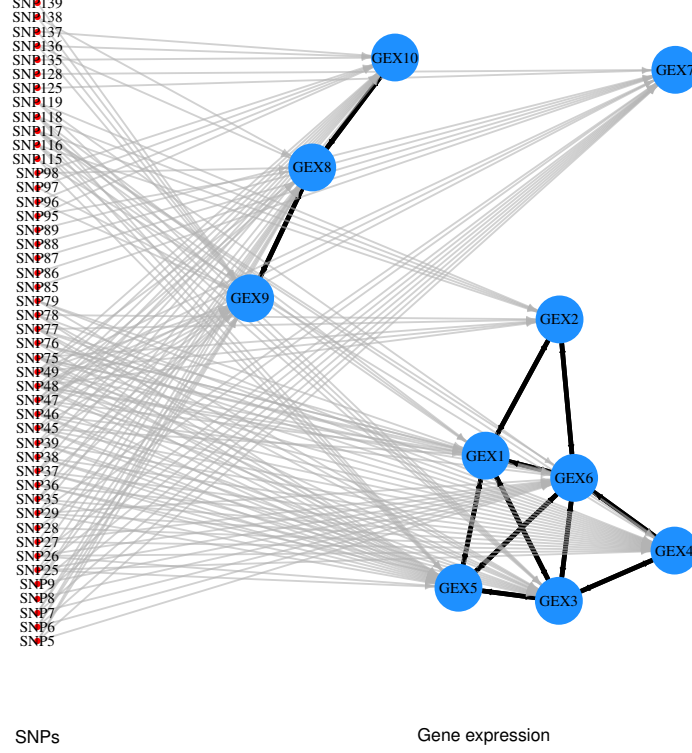 SNP139
SNP138
SNP137
SNP136
SNP135
SNP128
SNP125
SNP119
SNP118
SNP117
SNP116
SNP115
SNP98
SNP97
SNP96
SNP95
SNP89
SNP88
SNP87
SNP86
SNP85
SNP79
SNP78
SNP77
SNP76
SNP75
SNP49
SNP48
SNP47
SNP46
SNP45
SNP39
SNP38
SNP37
SNP36
SNP35
SNP29
SNP28
SNP27
SNP26
SNP25
SNP9
SNP8
SNP7
SNP6
SNP5
GEX10
GEX7
GEX8
GEX9
GEX2
GEX1
GEX6
GEX4
GEX5
GEX3
SNPs
Gene expression